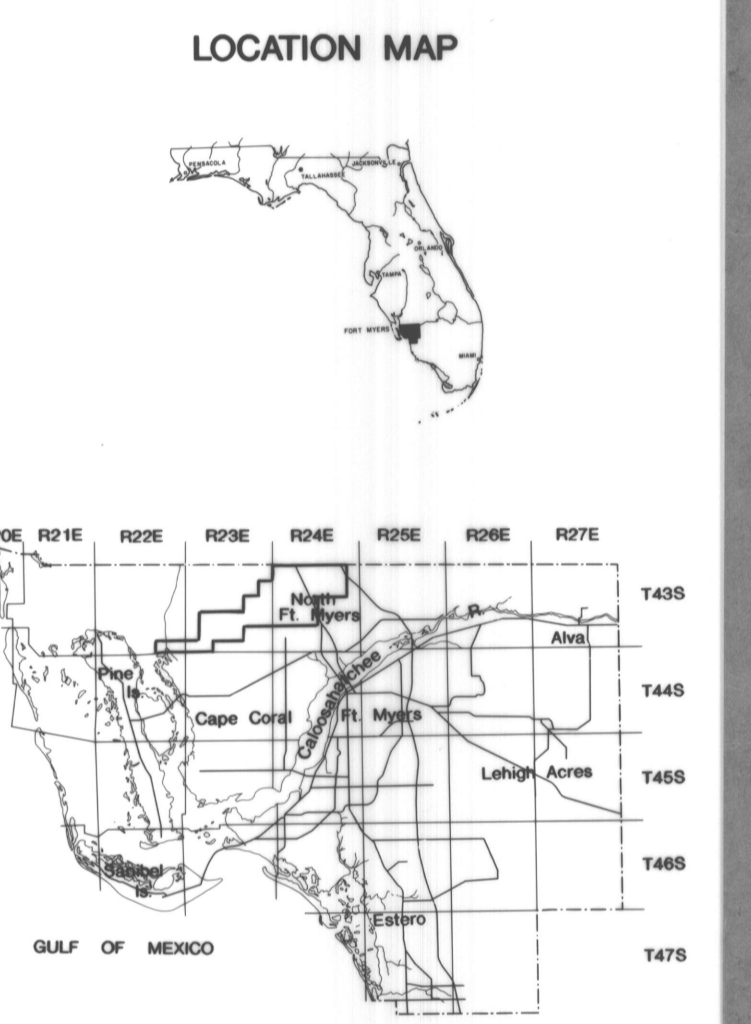 LOCATION MAP
PENSACOLA
TALLAHASSEE
JACKSONVILLE
ORLANDO
TAMPA
FORT MYERS
MIAMI
0E R21E R22E R23E R24E R25E R26E R27E
T43S
North
Ft. Myers
R.
Alva
Pine
Is.
T44S
Cape Coral
Caloosahatchee
Ft. Myers
Lehigh Acres
T45S
Sanibel
Is.
T46S
Estero
GULF OF MEXICO
T47S